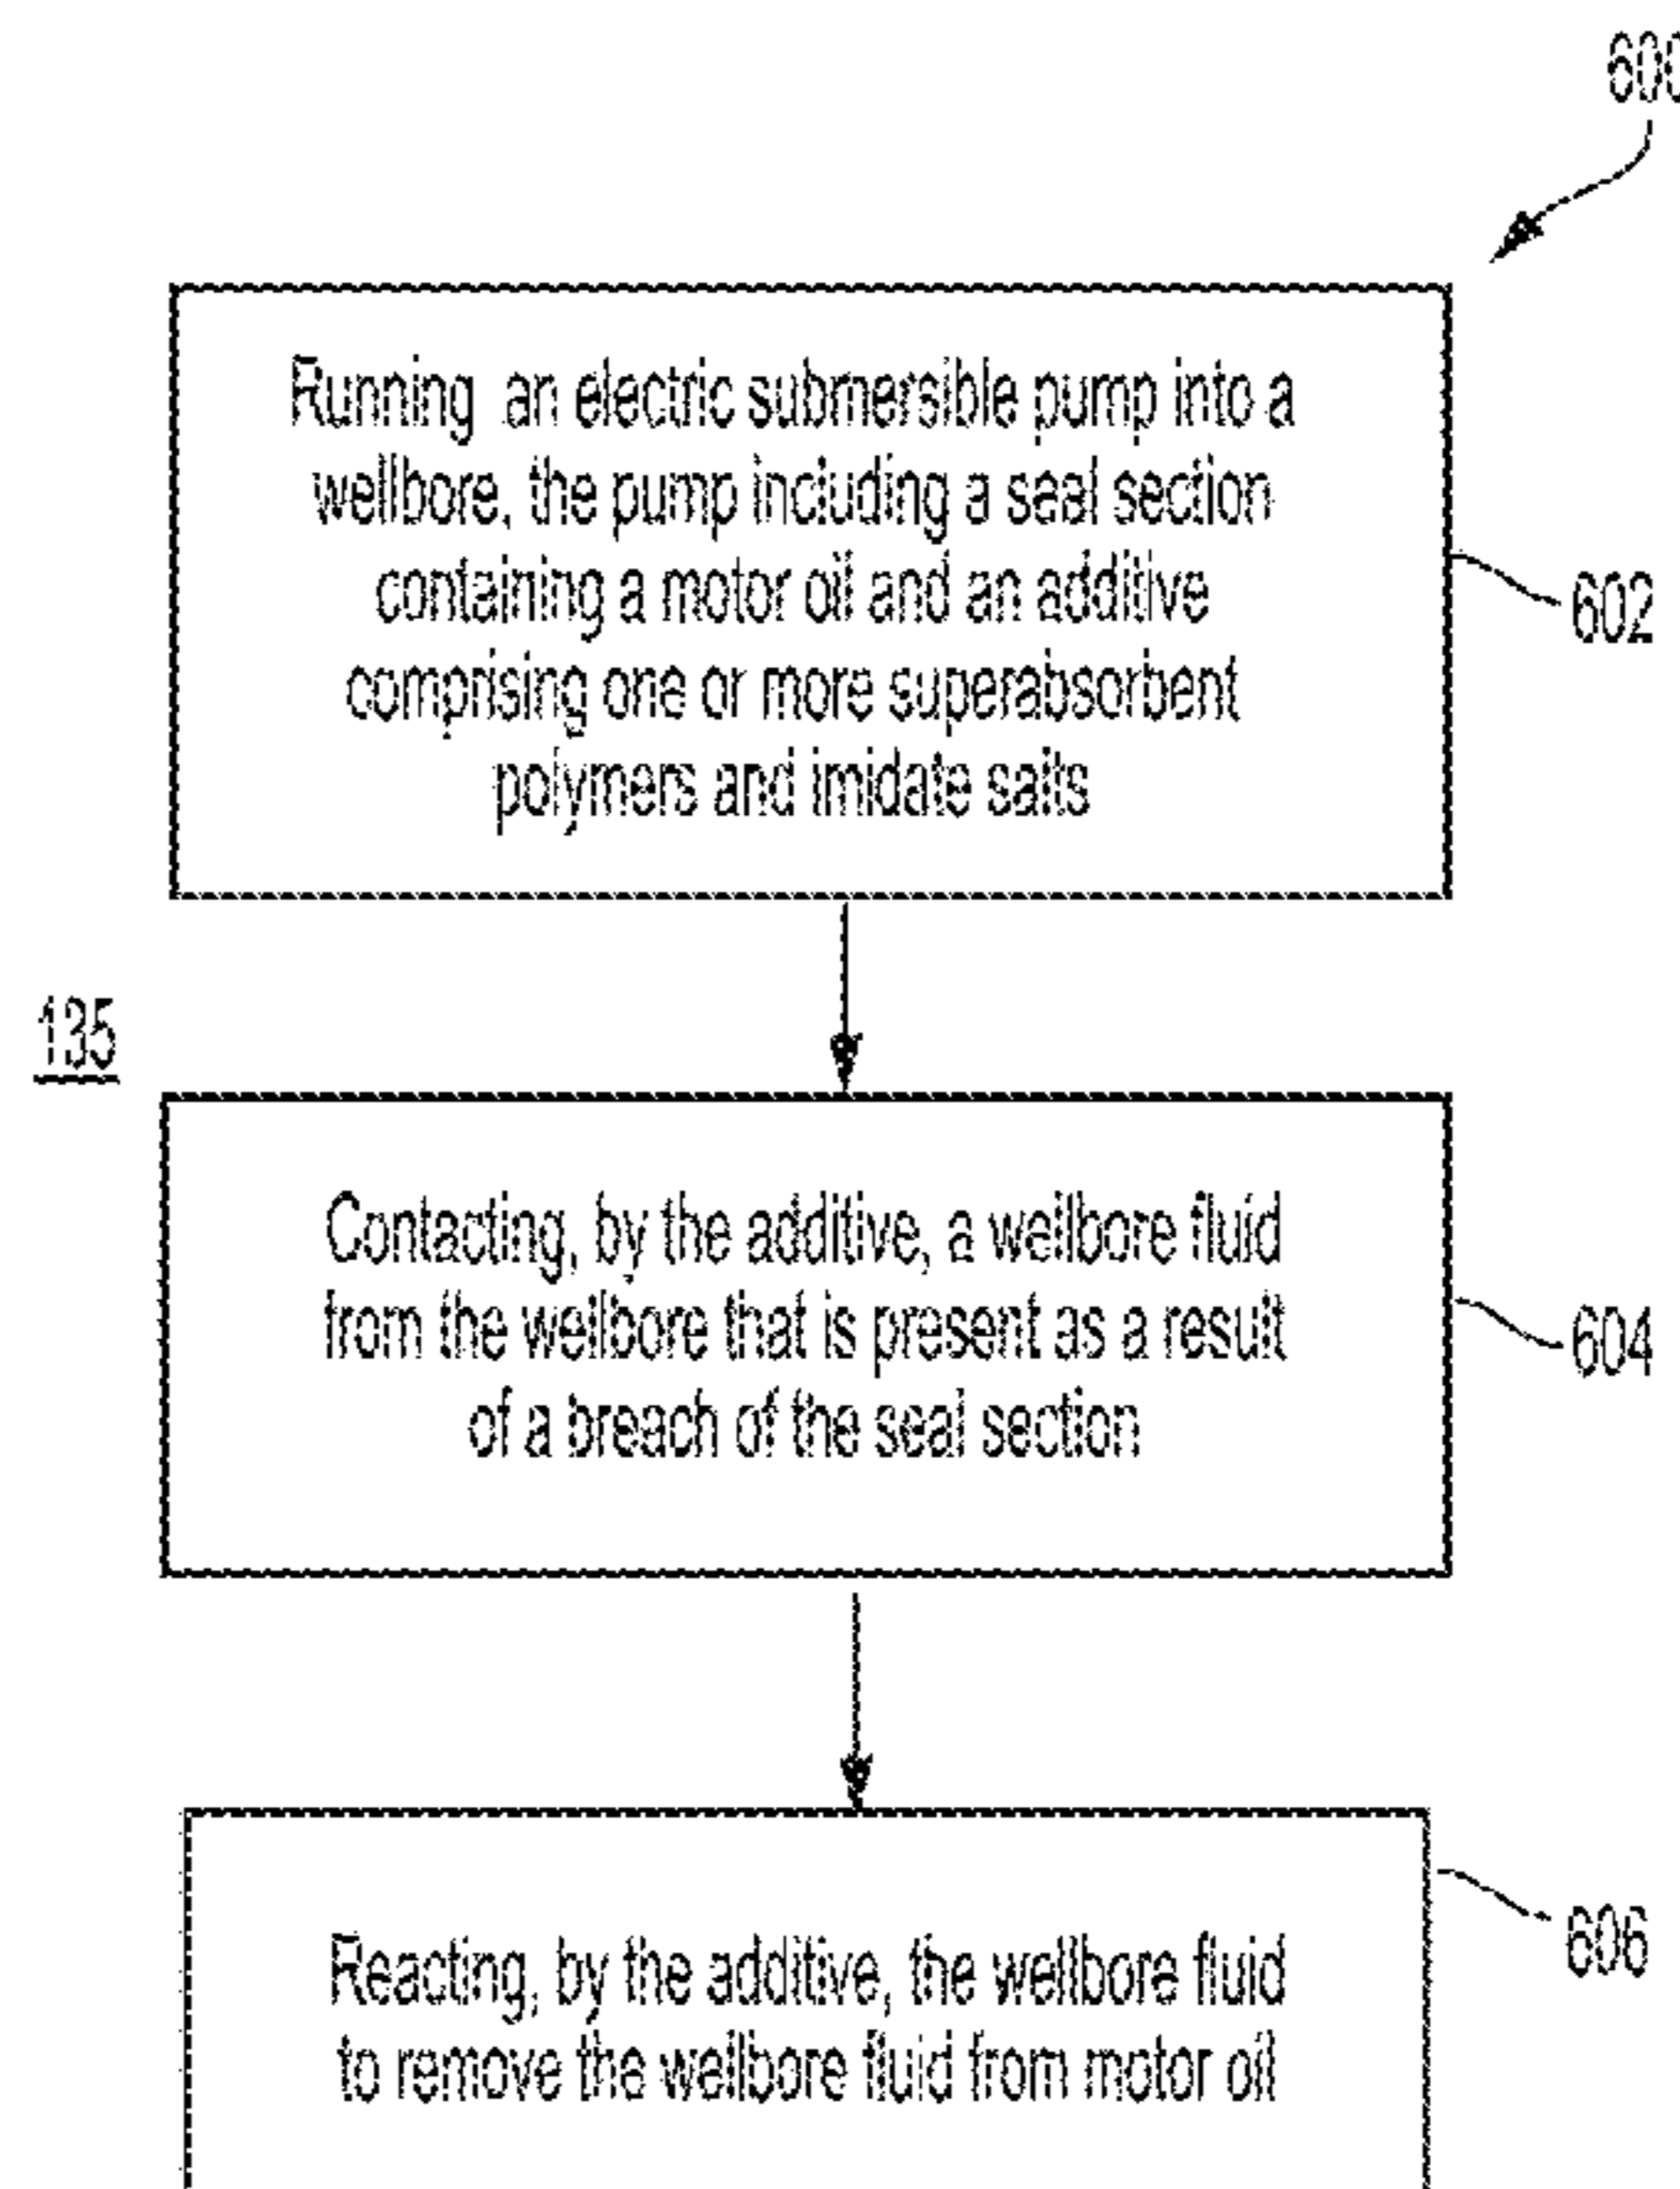 600
Running an electric submersible pump into a
wellbore, the pump including a seal section
containing a motor oil and an additive
comprising one or more superabsorbent
polymers and imidate salts
602
135
Contacting, by the additive, a wellbore fluid
from the wellbore that is present as a result
of a breach of the seal section
604
Reacting, by the additive, the wellbore fluid
to remove the wellbore fluid from motor oil
606